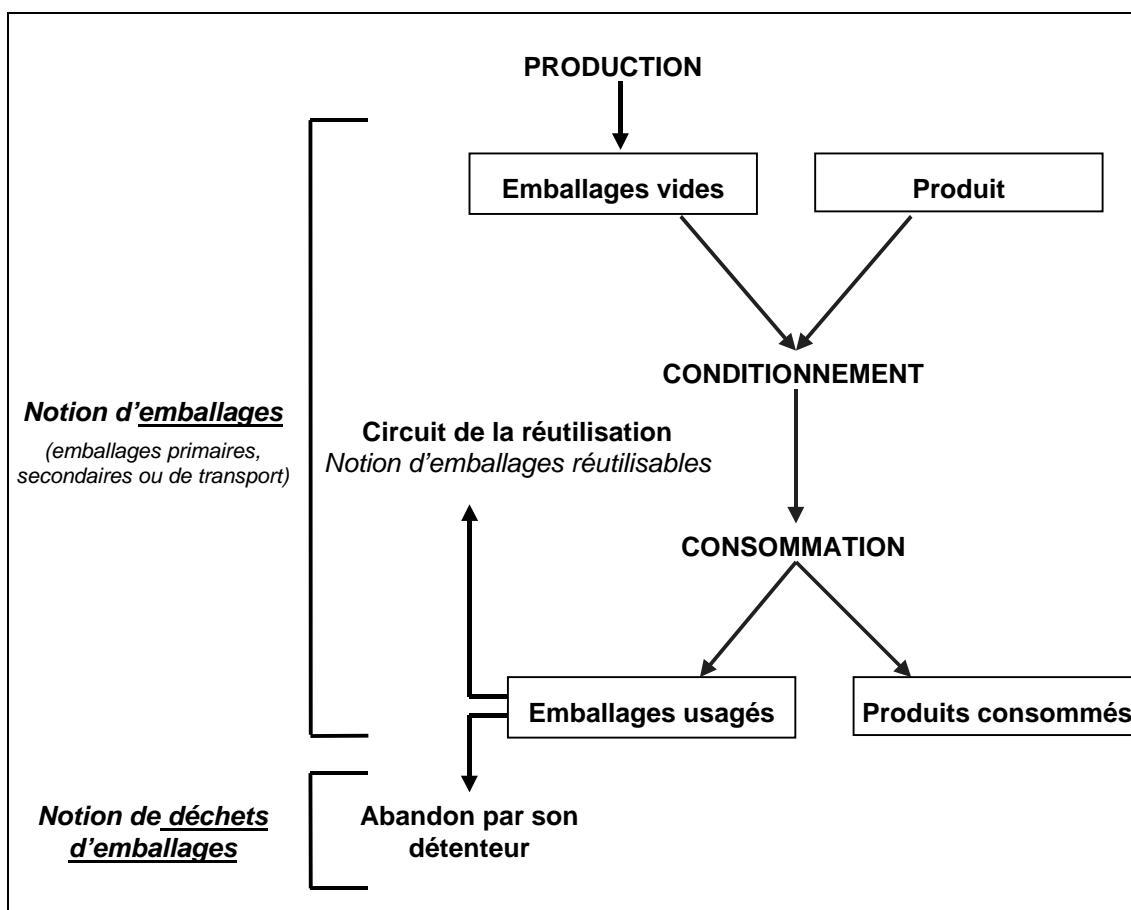 PRODUCTION
Emballages vides
Produit
CONDITIONNEMENT
Notion d’emballages
(emballages primaires,
secondaires ou de transport)
Circuit de la réutilisation
Notion d’emballages réutilisables
CONSOMMATION
Emballages usagés
Produits consommés
Notion de déchets
d’emballages
Abandon par son
détenteur